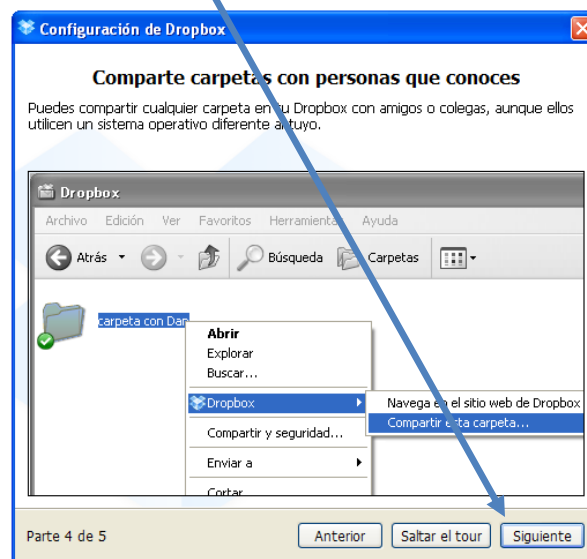 Configuración de Dropbox
Comparte carpetas con personas que conoces
Puedes compartir cualquier carpeta en tu Dropbox con amigos o colegas, aunque ellos
utilicen un sistema operativo diferente al tuyo.
Dropbox
Archivo Edición Ver Favoritos Herramientas Ayuda
Atrás Búsqueda Carpetas
carpeta con Dan
Abrir
Explorar
Buscar...
Dropbox
Navega en el sitio web de Dropbox
Compartir esta carpeta...
Compartir y seguridad...
Enviar a
Cortar
Parte 4 de 5
Anterior Saltar el tour Siguiente